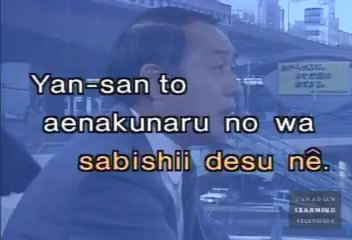 Yan-san to
aenakunaru no wa
sabishii desu nê.
CANADIAN
LEARNING
TELEVISION